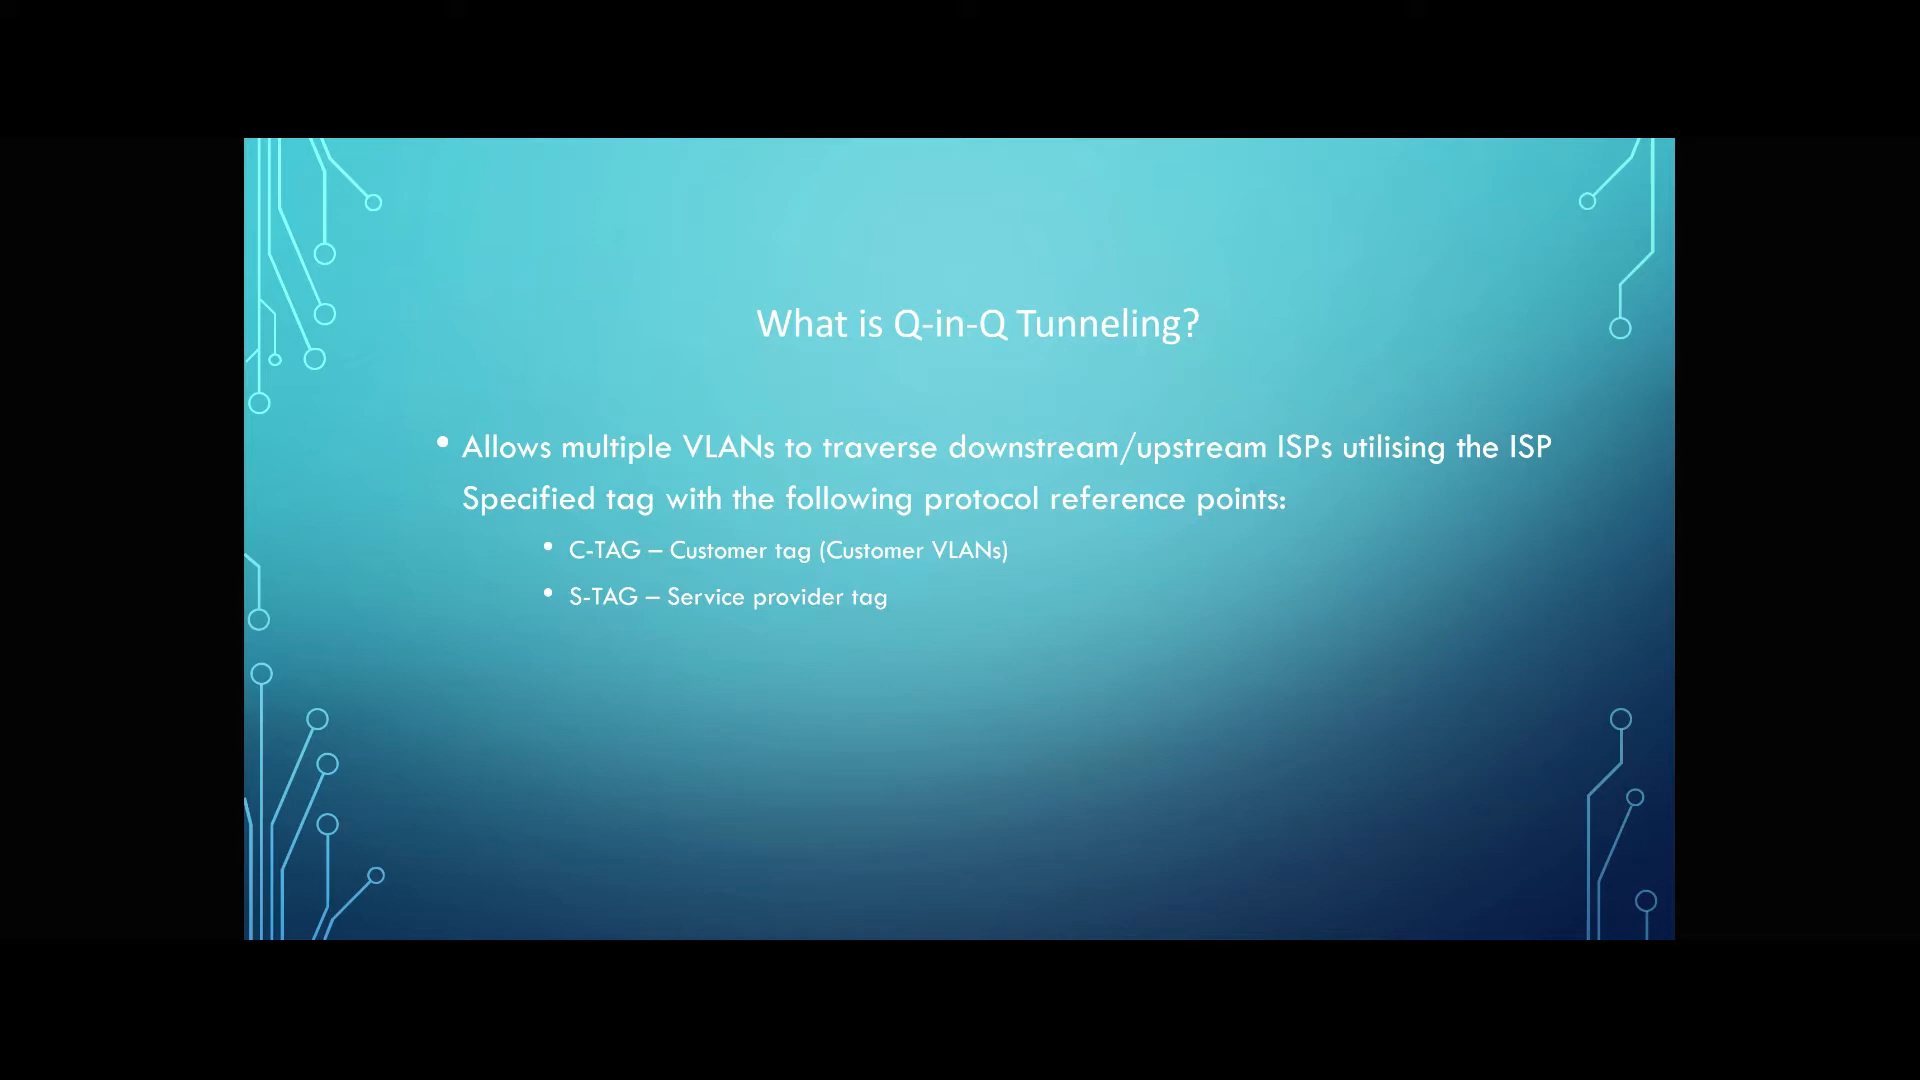 What is Q-in-Q Tunneling?
• Allows multiple VLANs to traverse downstream/upstream ISPs utilising the ISP
Specified tag with the following protocol reference points:
• C-TAG – Customer tag (Customer VLANs)
• S-TAG – Service provider tag